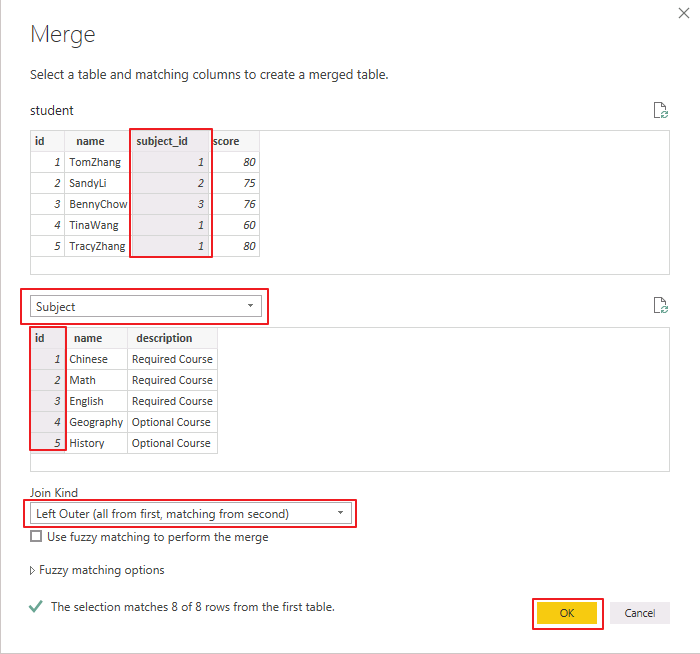 Merge
Select a table and matching columns to create a merged table.
student
id name subject_id score
1 TomZhang 1 80
2 SandyLi 2 75
3 BennyChow 3 76
4 TinaWang 1 60
5 TracyZhang 1 80
Subject
id name description
1 Chinese Required Course
2 Math Required Course
3 English Required Course
4 Geography Optional Course
5 History Optional Course
Join Kind
Left Outer (all from first, matching from second)
Use fuzzy matching to perform the merge
Fuzzy matching options
The selection matches 8 of 8 rows from the first table.
OK Cancel